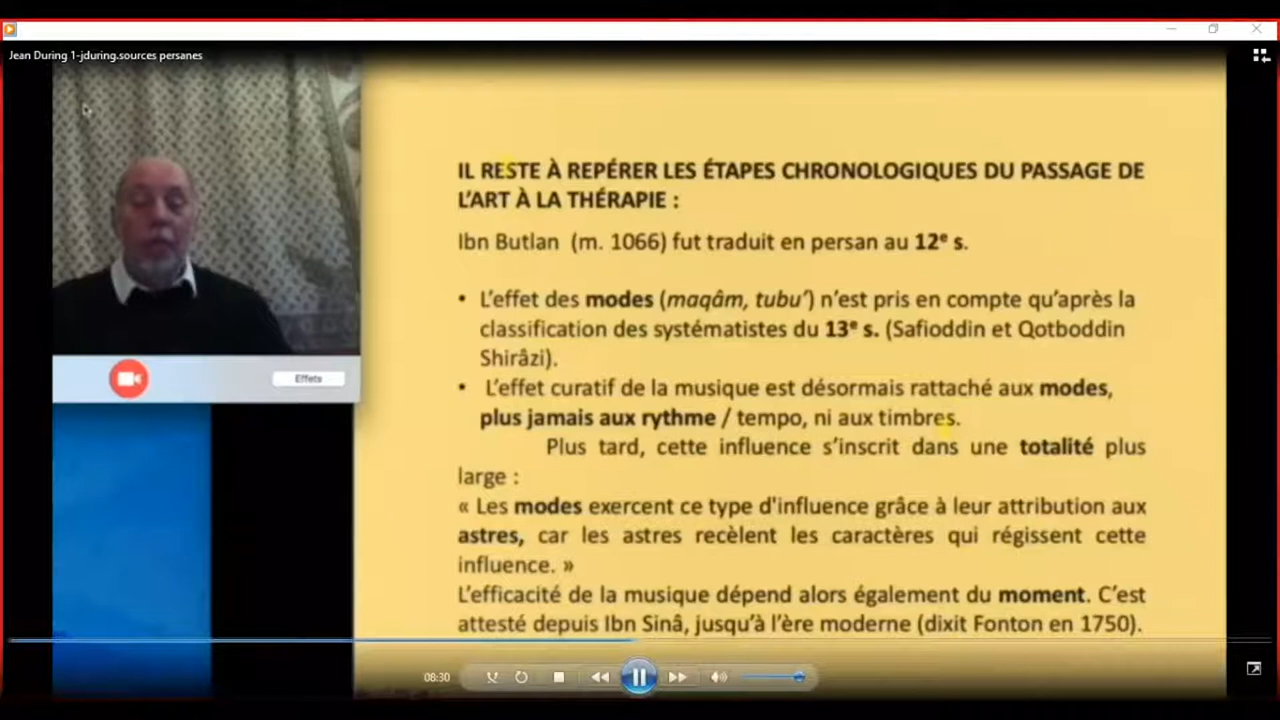 Jean During 1-jduring.sources persanes
IL RESTE À REPÉRER LES ÉTAPES CHRONOLOGIQUES DU PASSAGE DE
L'ART À LA THÉRAPIE :
Ibn Butlan (m. 1066) fut traduit en persan au 12e s.
• L'effet des modes (maqâm, tubu') n'est pris en compte qu'après la
classification des systématistes du 13e s. (Safioddin et Qotboddin
Shirâzi).
• L'effet curatif de la musique est désormais rattaché aux modes,
plus jamais aux rythme / tempo, ni aux timbres.
Plus tard, cette influence s'inscrit dans une totalité plus
large :
« Les modes exercent ce type d'influence grâce à leur attribution aux
astres, car les astres recèlent les caractères qui régissent cette
influence. »
L'efficacité de la musique dépend alors également du moment. C'est
attesté depuis Ibn Sinâ, jusqu'à l'ère moderne (dixit Fonton en 1750).
Effets
08:30